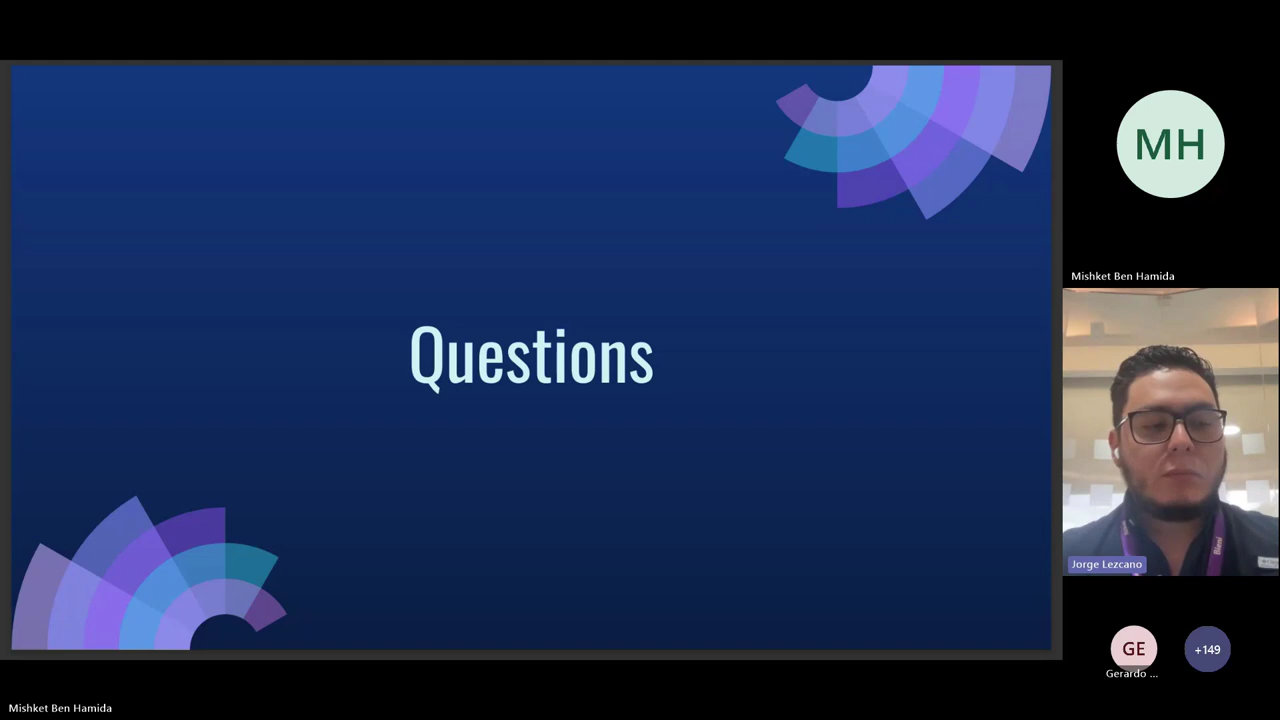 Questions
MH
Mishket Ben Hamida
Jorge Lezcano
GE
+149
Gerardo ...
Mishket Ben Hamida